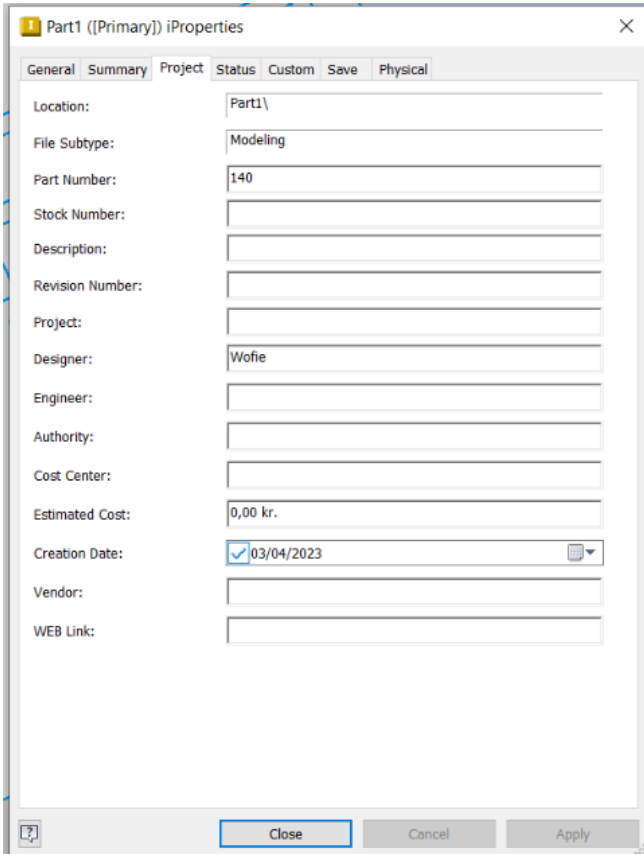 Part1 ([Primary]) iProperties
General Summary Project Status Custom Save Physical
Location: Part1\
File Subtype: Modeling
Part Number: 140
Stock Number:
Description:
Revision Number:
Project:
Designer: Wofie
Engineer:
Authority:
Cost Center:
Estimated Cost: 0,00 kr.
Creation Date: 03/04/2023
Vendor:
WEB Link:
Close Cancel Apply